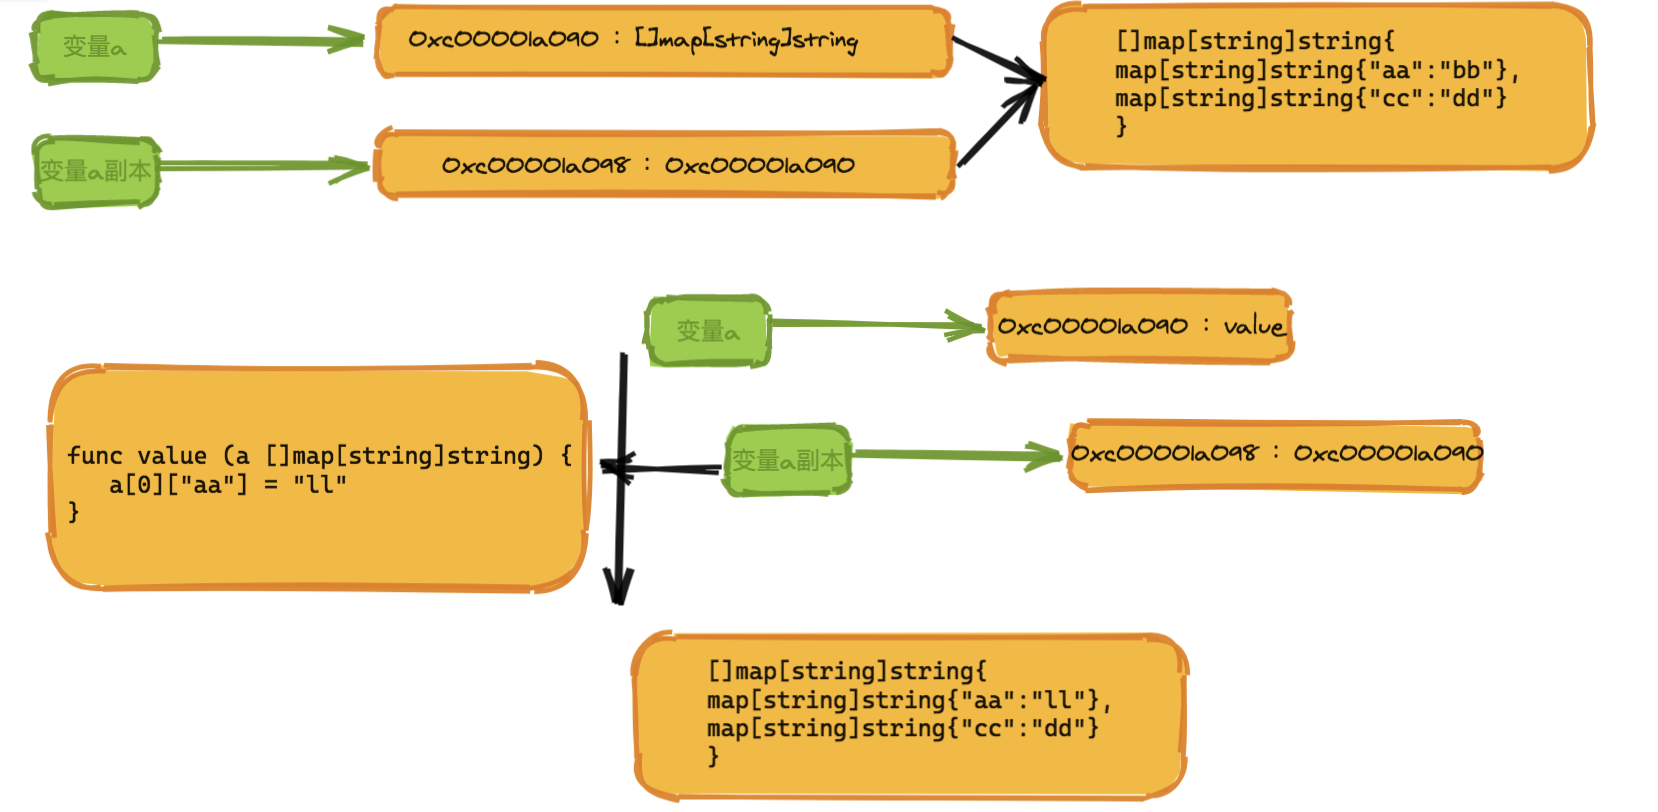 变量a
0xc00001a090 : []map[string]string
[]map[string]string{
map[string]string{"aa":"bb"},
map[string]string{"cc":"dd"}
}
变量a副本
0xc00001a098 : 0xc00001a090
变量a
0xc00001a090 : value
func value (a []map[string]string) {
a[0]["aa"] = "ll"
}
变量a副本
0xc00001a098 : 0xc00001a090
[]map[string]string{
map[string]string{"aa":"ll"},
map[string]string{"cc":"dd"}
}